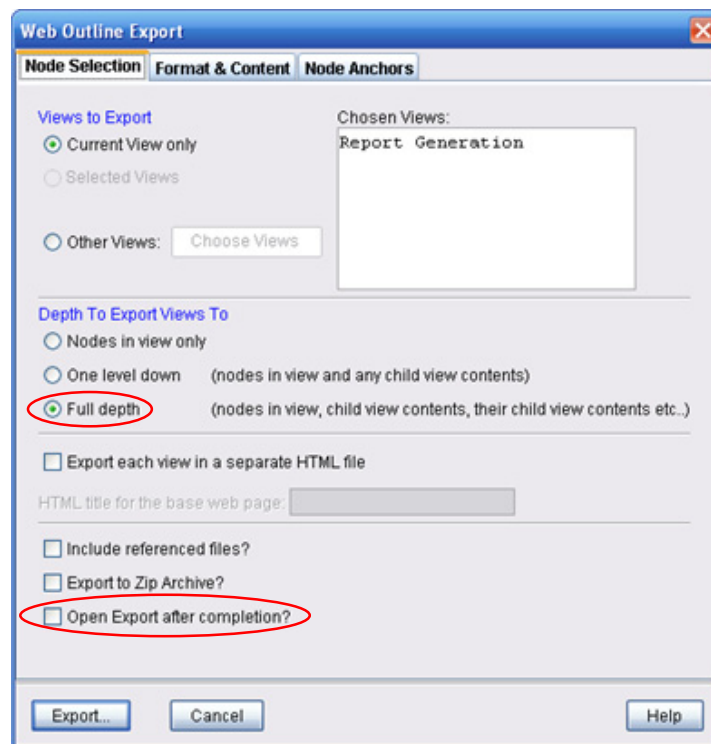 Web Outline Export
Node Selection Format & Content Node Anchors
Views to Export
Chosen Views:
Current View only
Report Generation
Selected Views
Other Views: Choose Views
Depth To Export Views To
Nodes in view only
One level down (nodes in view and any child view contents)
Full depth (nodes in view, child view contents, their child view contents etc..)
Export each view in a separate HTML file
HTML title for the base web page:
Include referenced files?
Export to Zip Archive?
Open Export after completion?
Export... Cancel Help